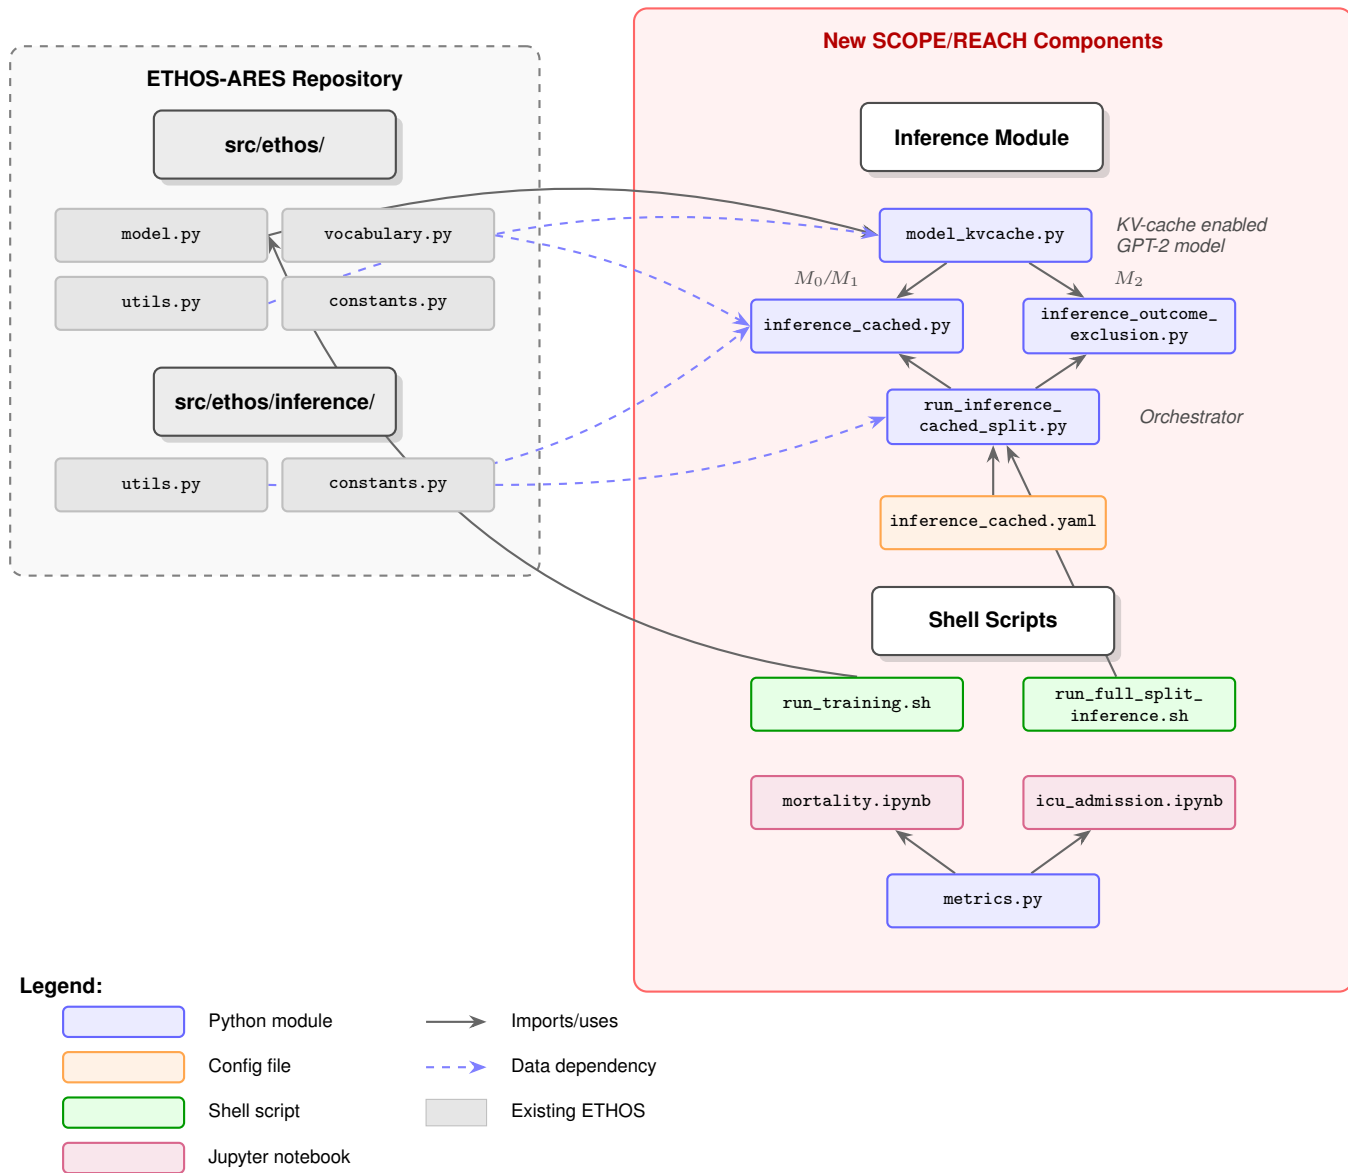 New SCOPE/REACH Components
ETHOS-ARES Repository
src/ethos/
Inference Module
model.py
vocabulary.py
model_kvcache.py
KV-cache enabled
GPT-2 model
utils.py
constants.py
M0/M1
M2
inference_cached.py
inference_outcome_
exclusion.py
src/ethos/inference/
run_inference_
cached_split.py
Orchestrator
utils.py
constants.py
inference_cached.yaml
Shell Scripts
run_training.sh
run_full_split_
inference.sh
mortality.ipynb
icu_admission.ipynb
metrics.py
Legend:
Python module
Imports/uses
Config file
Data dependency
Shell script
Existing ETHOS
Jupyter notebook